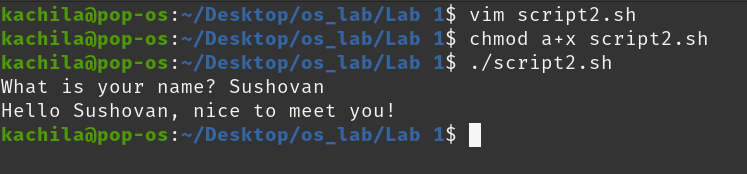 kachila@pop-os:~/Desktop/os_lab/Lab 1$ vim script2.sh
kachila@pop-os:~/Desktop/os_lab/Lab 1$ chmod a+x script2.sh
kachila@pop-os:~/Desktop/os_lab/Lab 1$ ./script2.sh
What is your name? Sushovan
Hello Sushovan, nice to meet you!
kachila@pop-os:~/Desktop/os_lab/Lab 1$